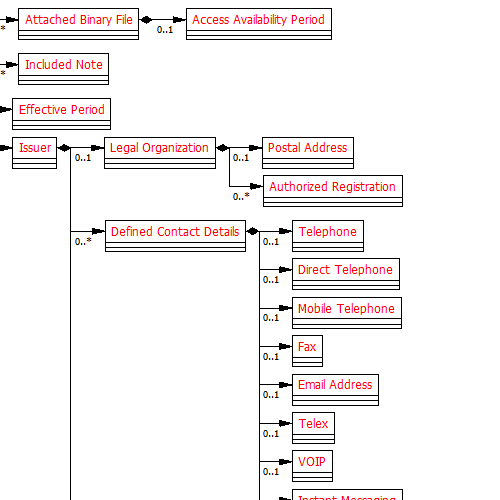 Attached Binary File
Access Availability Period
*
0..1
Included Note
*
Effective Period
Issuer
Legal Organization
Postal Address
0..1
0..1
Authorized Registration
0..*
Defined Contact Details
Telephone
0..*
0..1
Direct Telephone
0..1
Mobile Telephone
0..1
Fax
0..1
Email Address
0..1
Telex
0..1
VOIP
0..1
Instant Messaging